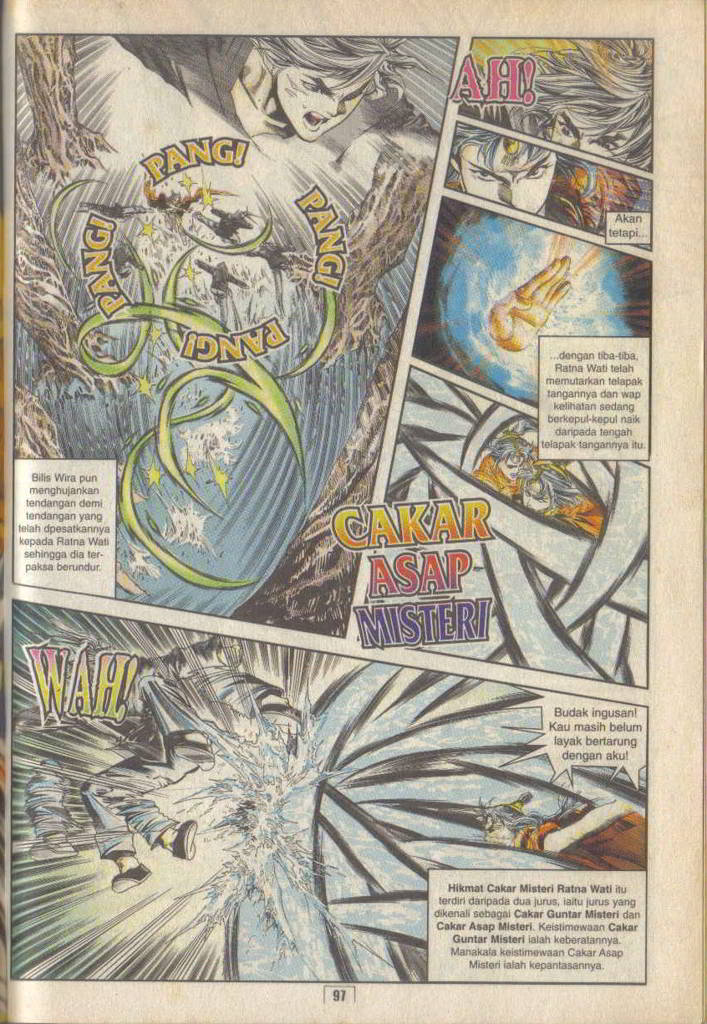 PANG!
PANG!
PANG!
PANG!
Bilis Wira pun
menghujankan
tendangan demi
tendangan yang
telah dpesatkannya
kepada Ratna Wati
sehingga dia ter-
paksa berundur.
AH!
Akan
tetapi...
...dengan tiba-tiba,
Ratna Wati telah
memutarkan telapak
tangannya dan wap
kelihatan sedang
berkepul-kepul naik
daripada tengah
telapak tangannya itu.
CAKAR
ASAP
MISTERI
WAH!
Budak ingusan!
Kau masih belum
layak bertarung
dengan aku!
Hikmat Cakar Misteri Ratna Wati itu
terdiri daripada dua jurus, iaitu jurus yang
dikenali sebagai Cakar Guntar Misteri dan
Cakar Asap Misteri. Keistimewaan Cakar
Guntar Misteri ialah keberatannya.
Manakala keistimewaan Cakar Asap
Misteri ialah kepantasannya.
97